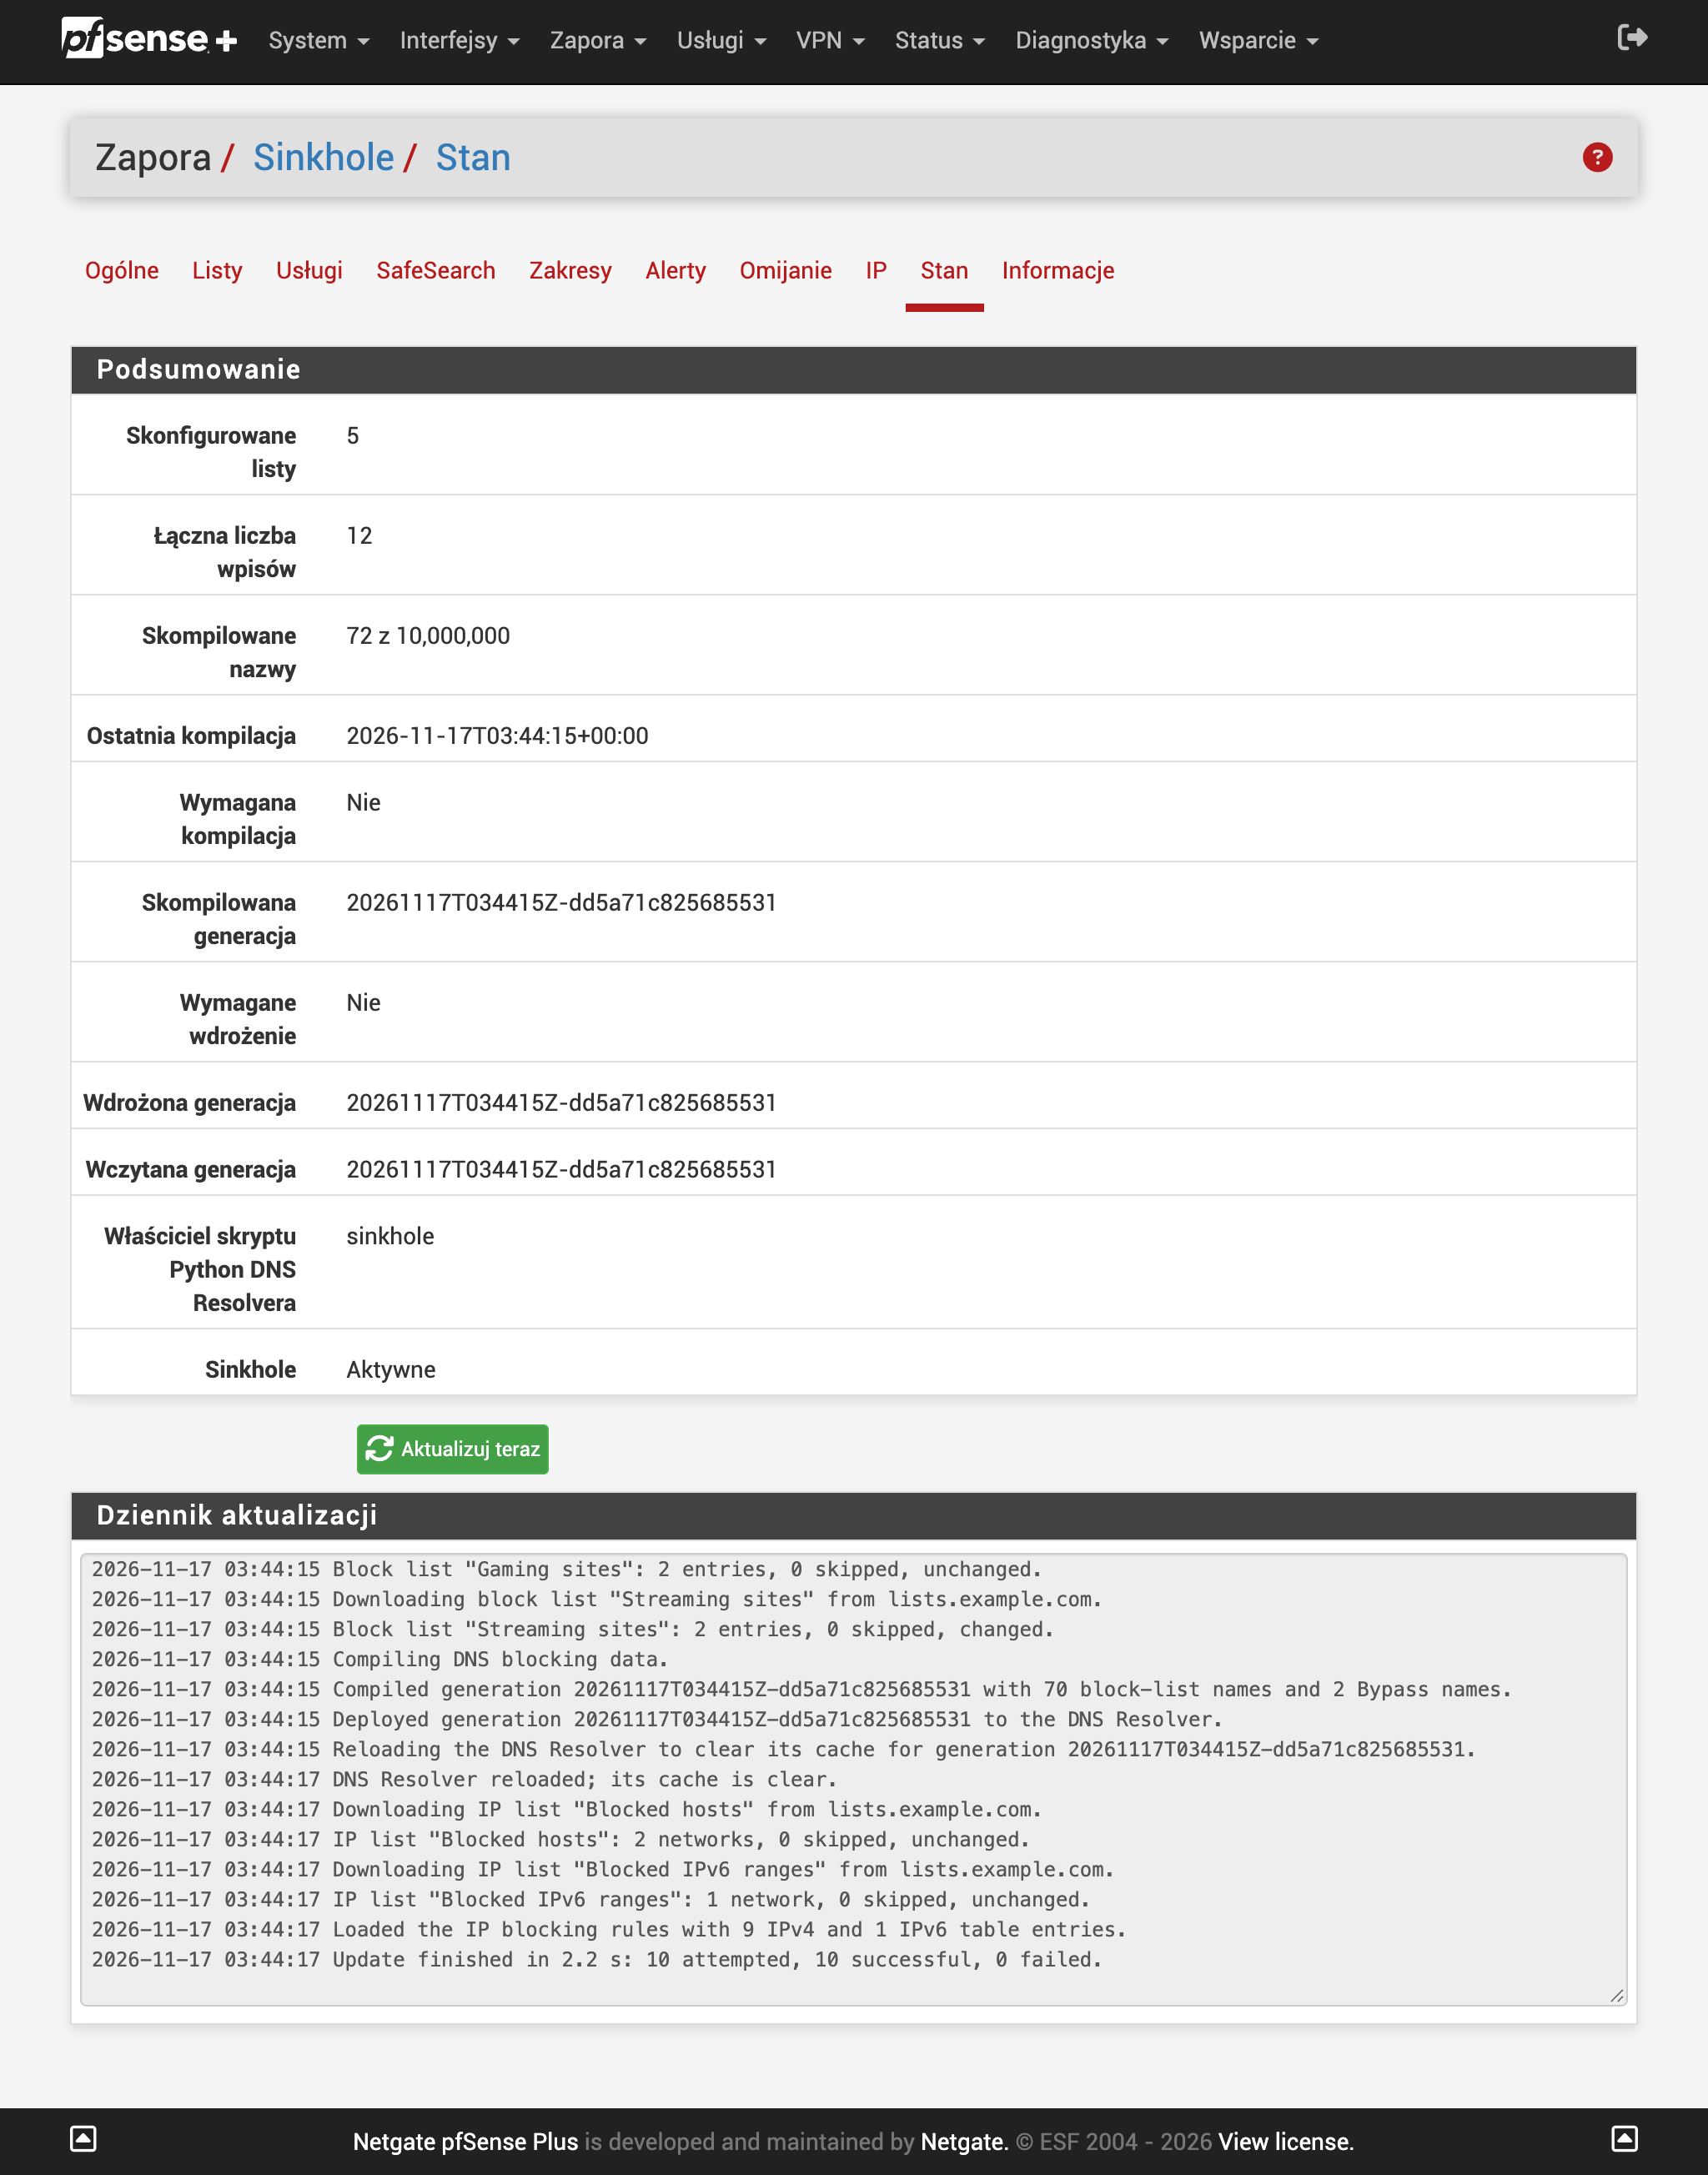 pfsense +
System
Interfejsy
Zapora
Usługi
VPN
Status
Diagnostyka
Wsparcie
Zapora / Sinkhole / Stan
?
Ogólne
Listy
Usługi
SafeSearch
Zakresy
Alerty
Omijanie
IP
Stan
Informacje
Podsumowanie
Skonfigurowane listy
5
Łączna liczba wpisów
12
Skompilowane nazwy
72 z 10,000,000
Ostatnia kompilacja
2026-11-17T03:44:15+00:00
Wymagana kompilacja
Nie
Skompilowana generacja
20261117T034415Z-dd5a71c825685531
Wymagane wdrożenie
Nie
Wdrożona generacja
20261117T034415Z-dd5a71c825685531
Wczytana generacja
20261117T034415Z-dd5a71c825685531
Właściciel skryptu Python DNS Resolvera
sinkhole
Sinkhole
Aktywne
Aktualizuj teraz
Dziennik aktualizacji
2026-11-17 03:44:15 Block list "Gaming sites": 2 entries, 0 skipped, unchanged.
2026-11-17 03:44:15 Downloading block list "Streaming sites" from lists.example.com.
2026-11-17 03:44:15 Block list "Streaming sites": 2 entries, 0 skipped, changed.
2026-11-17 03:44:15 Compiling DNS blocking data.
2026-11-17 03:44:15 Compiled generation 20261117T034415Z-dd5a71c825685531 with 70 block-list names and 2 Bypass names.
2026-11-17 03:44:15 Deployed generation 20261117T034415Z-dd5a71c825685531 to the DNS Resolver.
2026-11-17 03:44:15 Reloading the DNS Resolver to clear its cache for generation 20261117T034415Z-dd5a71c825685531.
2026-11-17 03:44:17 DNS Resolver reloaded; its cache is clear.
2026-11-17 03:44:17 Downloading IP list "Blocked hosts" from lists.example.com.
2026-11-17 03:44:17 IP list "Blocked hosts": 2 networks, 0 skipped, unchanged.
2026-11-17 03:44:17 Downloading IP list "Blocked IPv6 ranges" from lists.example.com.
2026-11-17 03:44:17 IP list "Blocked IPv6 ranges": 1 network, 0 skipped, unchanged.
2026-11-17 03:44:17 Loaded the IP blocking rules with 9 IPv4 and 1 IPv6 table entries.
2026-11-17 03:44:17 Update finished in 2.2 s: 10 attempted, 10 successful, 0 failed.
Netgate pfSense Plus is developed and maintained by Netgate. © ESF 2004 - 2026 View license.